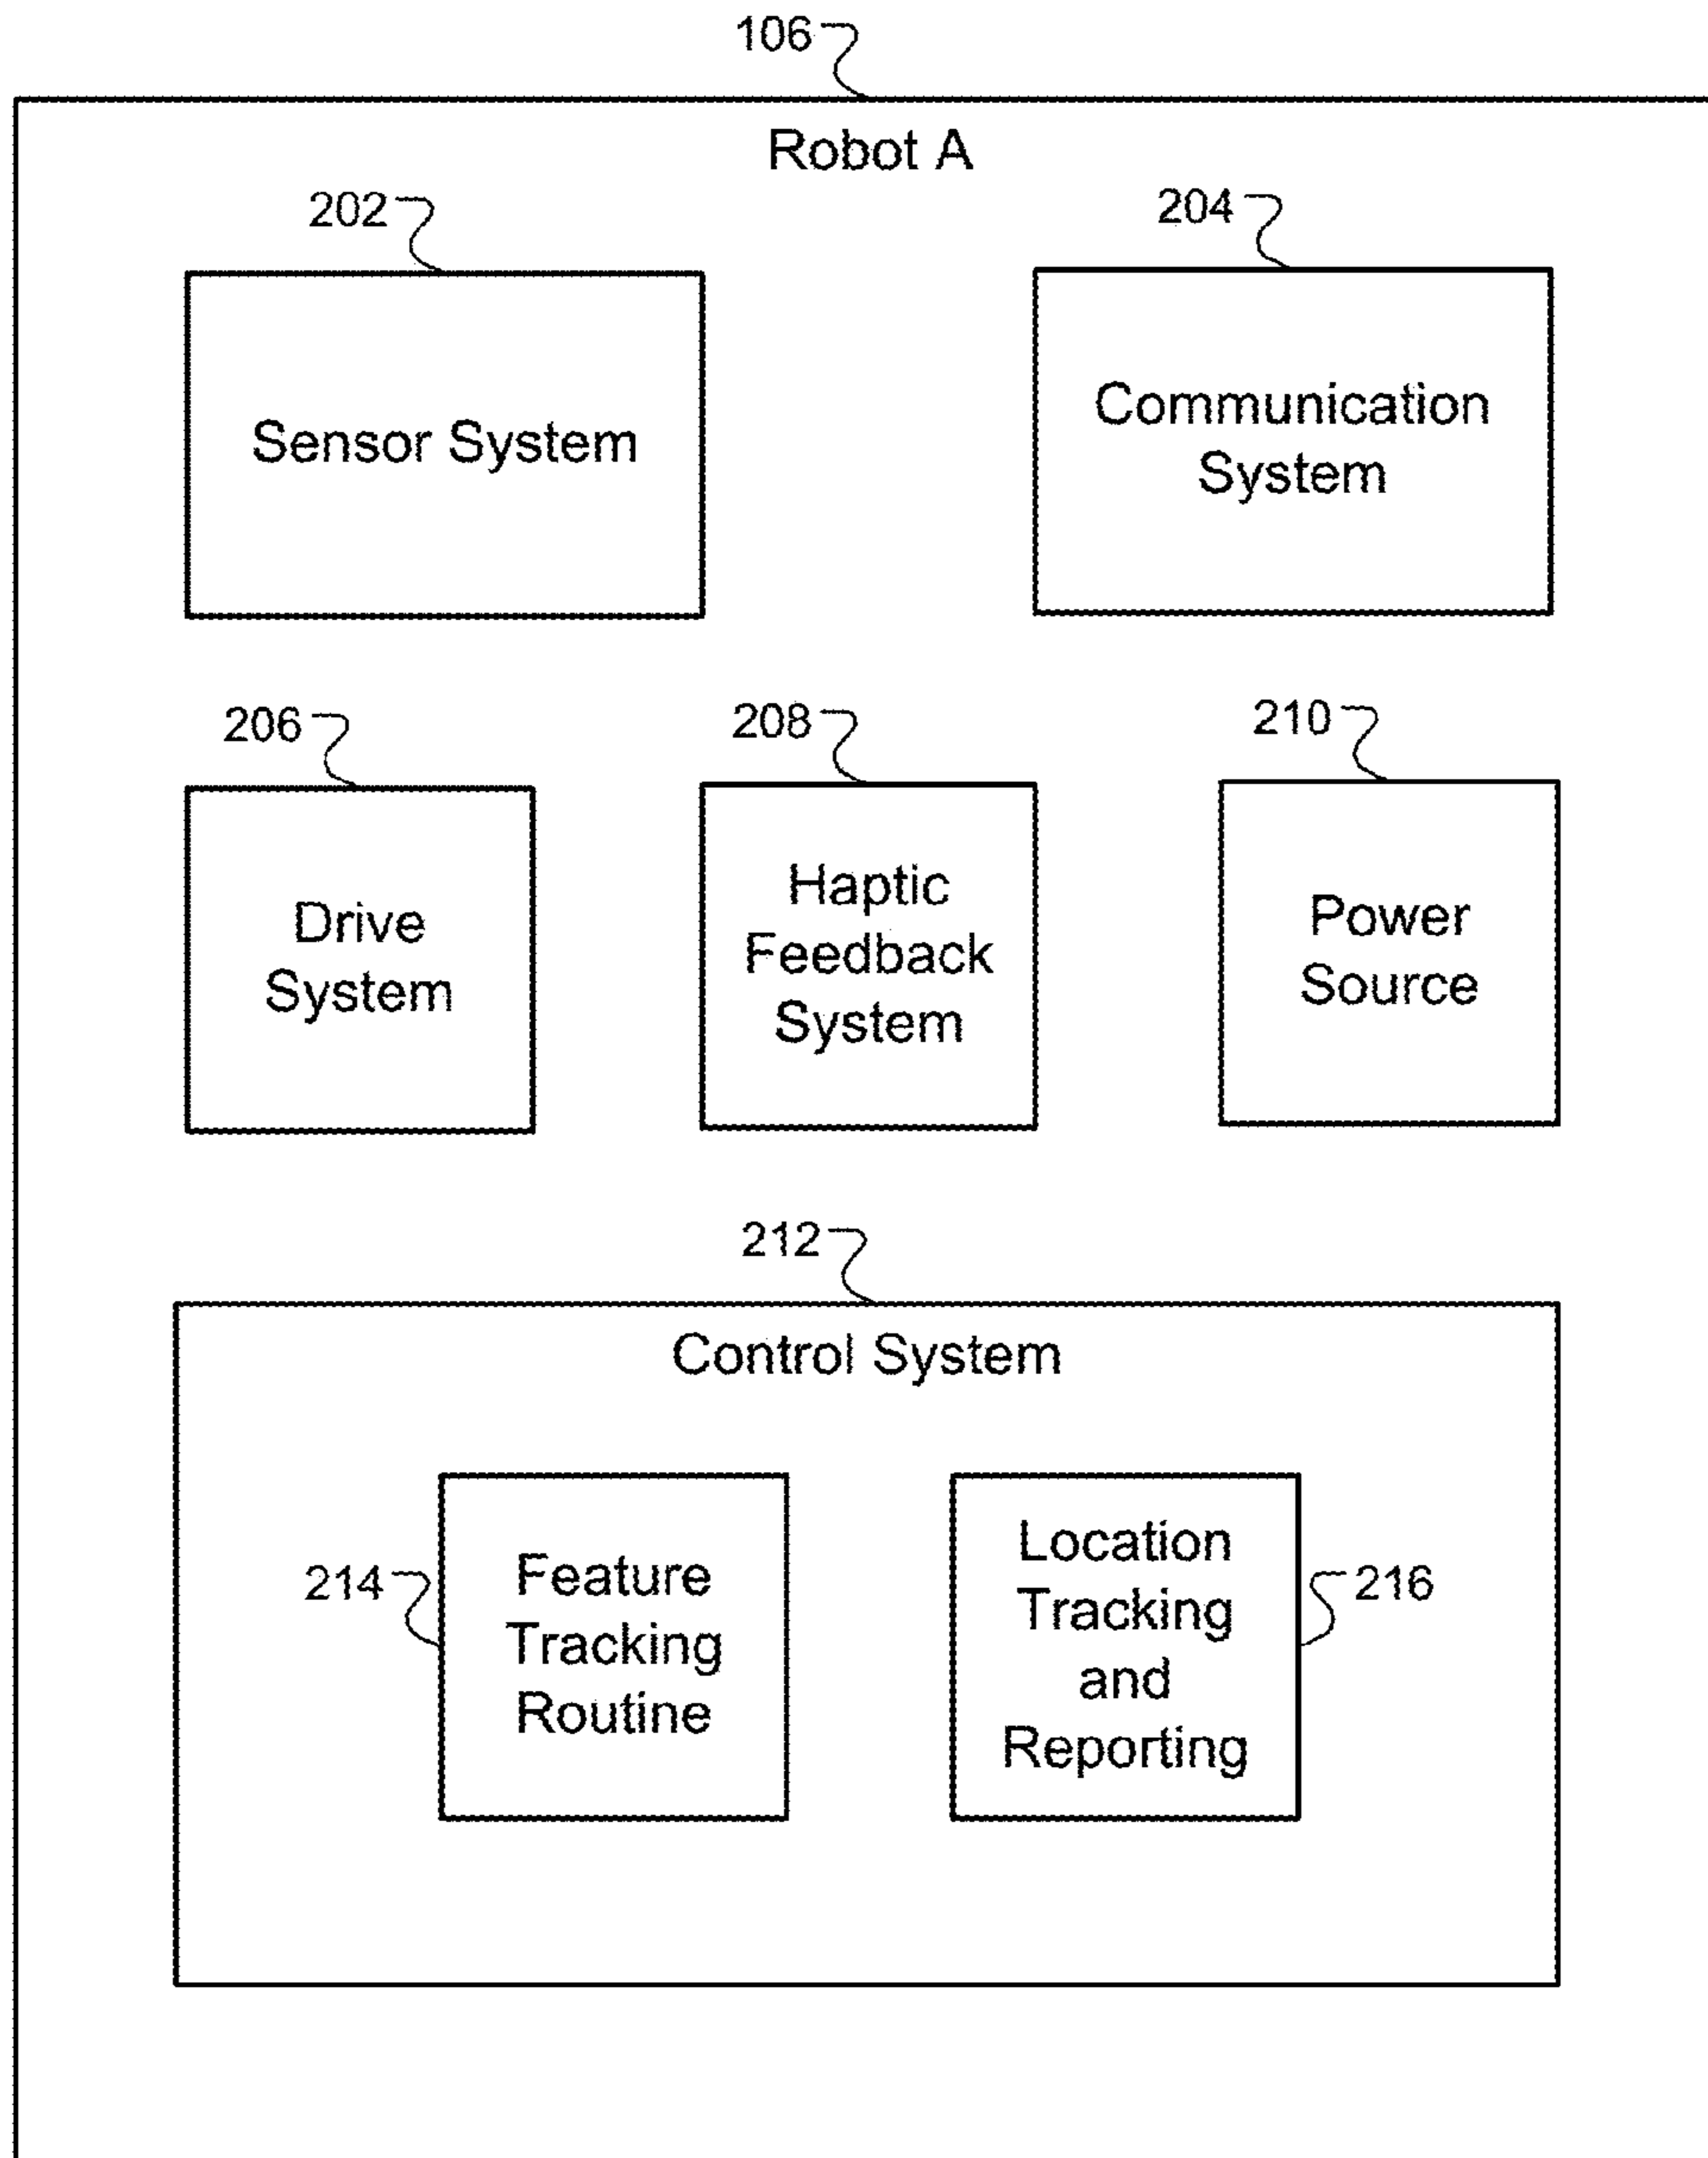 106
Robot A
202
204
Sensor System
Communication
System
206
208
210
Drive
System
Haptic
Feedback
System
Power
Source
212
Control System
214
Feature
Tracking
Routine
Location
Tracking
and
Reporting
216